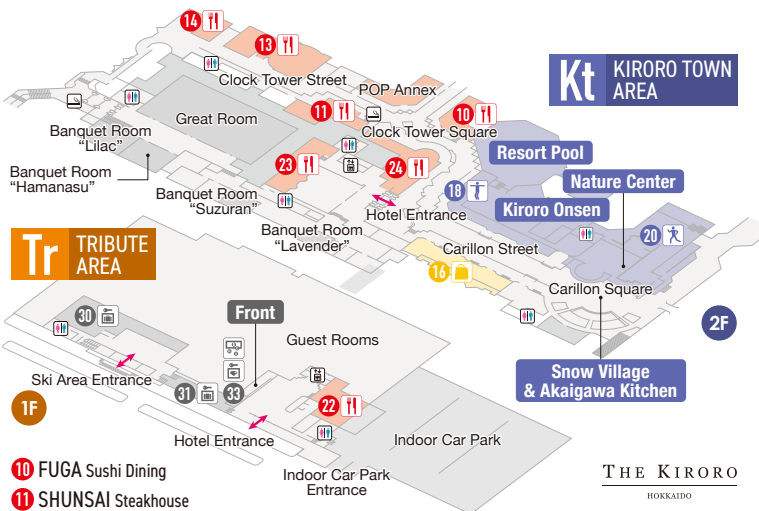 14
13
Clock Tower Street
POP Annex
Kt
KIRORO TOWN
AREA
Great Room
11
10
Clock Tower Square
Banquet Room
“Lilac”
Resort Pool
Banquet Room
“Hamanasu”
23
24
Nature Center
Banquet Room
“Suzuran”
18
Kiroro Onsen
Hotel Entrance
20
Banquet Room
“Lavender”
Tr
TRIBUTE
AREA
Carillon Street
16
Carillon Square
30
Front
2F
Guest Rooms
Ski Area Entrance
Snow Village
& Akaigawa Kitchen
31
33
22
1F
Hotel Entrance
Indoor Car Park
Indoor Car Park
Entrance
10 FUGA Sushi Dining
11 SHUNSAI Steakhouse
THE KIRORO
HOKKAIDO